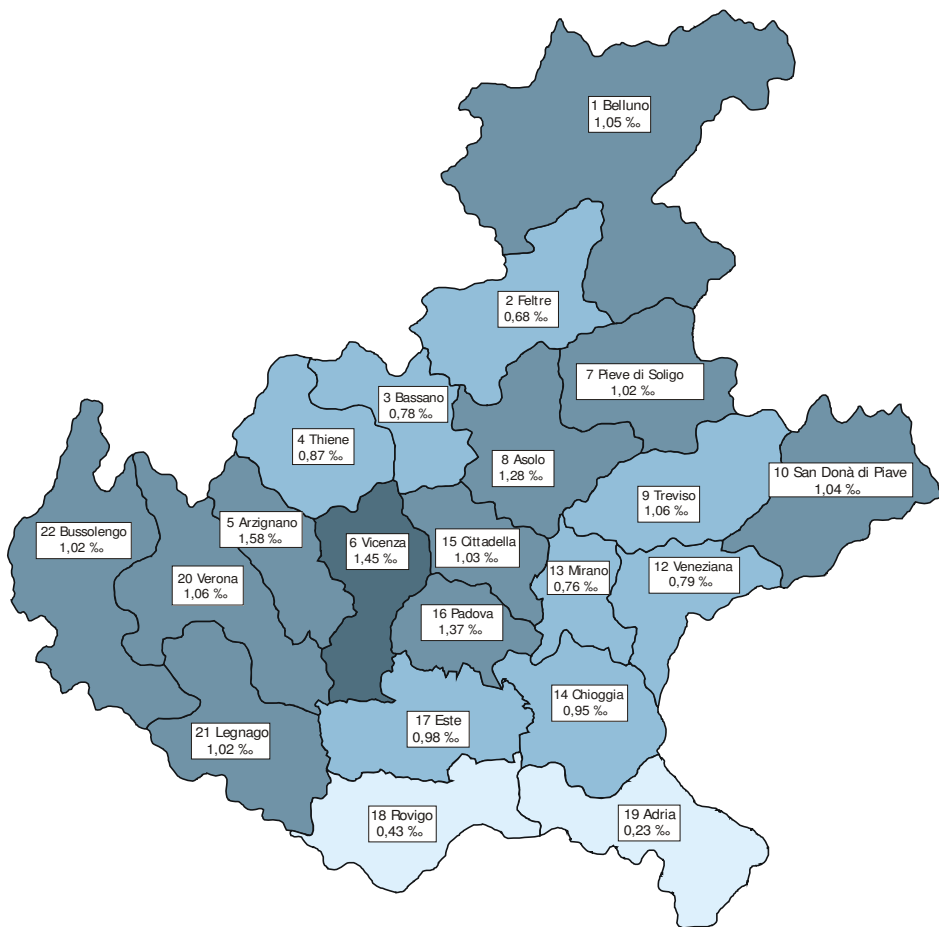 1 Belluno
1,05 ‰
2 Feltre
0,68 ‰
7 Pieve di Soligo
1,02 ‰
3 Bassano
0,78 ‰
4 Thiene
0,87 ‰
8 Asolo
1,28 ‰
10 San Donà di Piave
1,04 ‰
9 Treviso
1,06 ‰
5 Arzignano
1,58 ‰
22 Bussolengo
1,02 ‰
6 Vicenza
1,45 ‰
15 Cittadella
1,03 ‰
12 Veneziana
0,79 ‰
13 Mirano
0,76 ‰
20 Verona
1,06 ‰
16 Padova
1,37 ‰
14 Chioggia
0,95 ‰
17 Este
0,98 ‰
21 Legnago
1,02 ‰
18 Rovigo
0,43 ‰
19 Adria
0,23 ‰